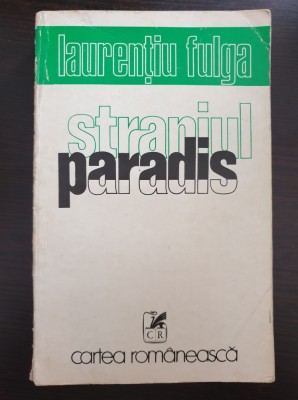 laurențiu fulga
straniul
paradis
CR
cartea românească